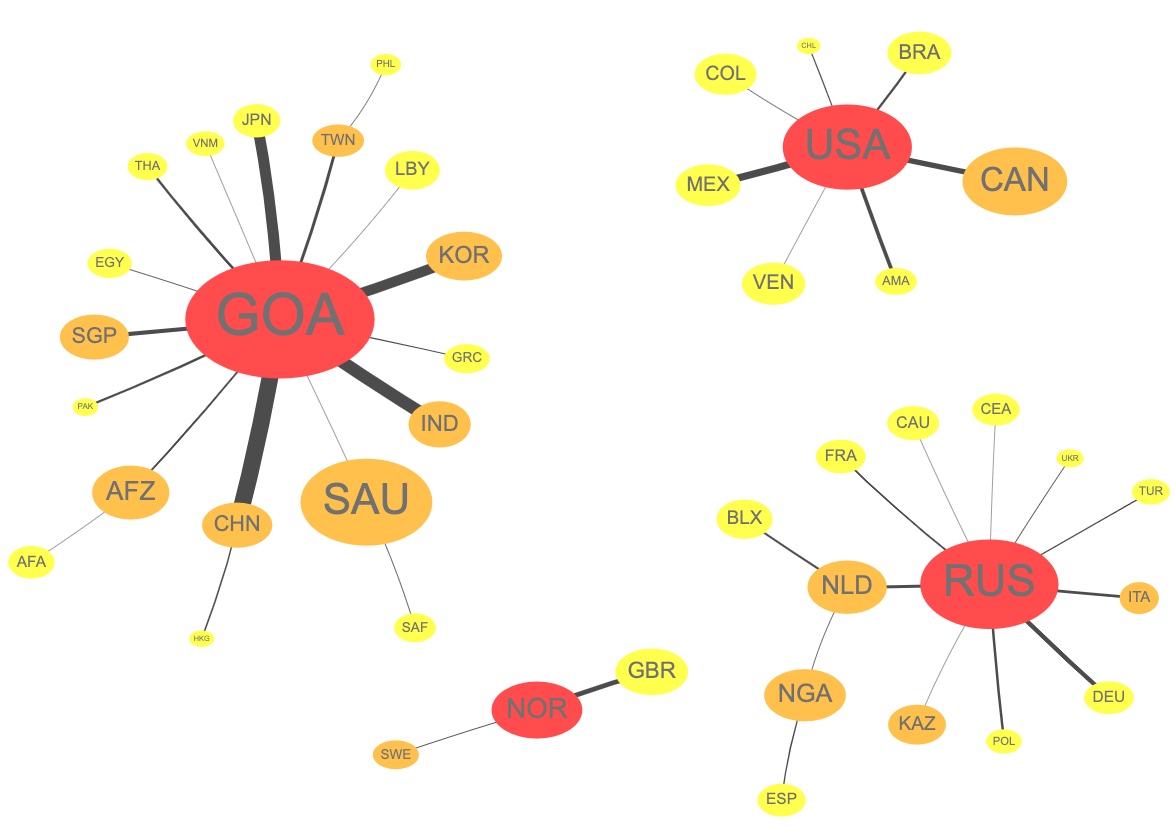 PHL
JPN
TWN
VNM
THA
LBY
EGY
KOR
GOA
SGP
GRC
PAK
IND
AFZ
SAU
CHN
AFA
HKG
SAF
CHL
BRA
COL
USA
MEX
CAN
VEN
AMA
CEA
CAU
FRA
UKR
TUR
BLX
NLD
RUS
ITA
NGA
DEU
KAZ
POL
ESP
GBR
NOR
SWE